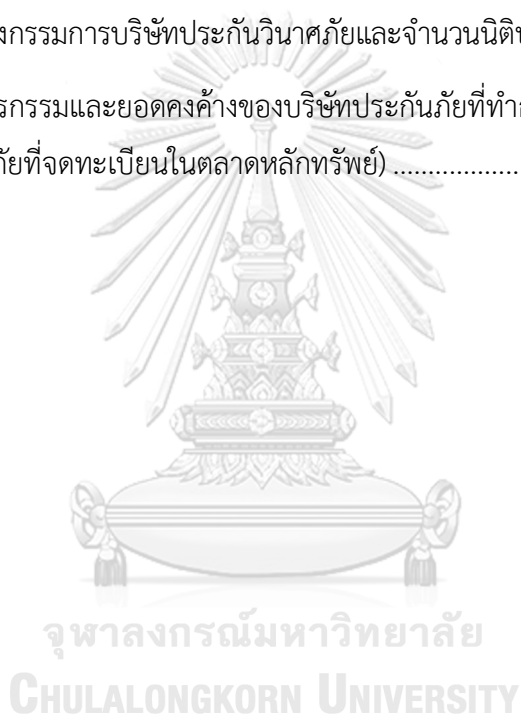 งกรรมการบริษัทประกันวินาศภัยและจำนวนนิติ
รกรรมและยอดคงค้างของบริษัทประกันภัยที่ทำ
ภัยที่จดทะเบียนในตลาดหลักทรัพย์) ..................
จุฬาลงกรณ์มหาวิทยาลัย
CHULALONGKORN UNIVERSITY